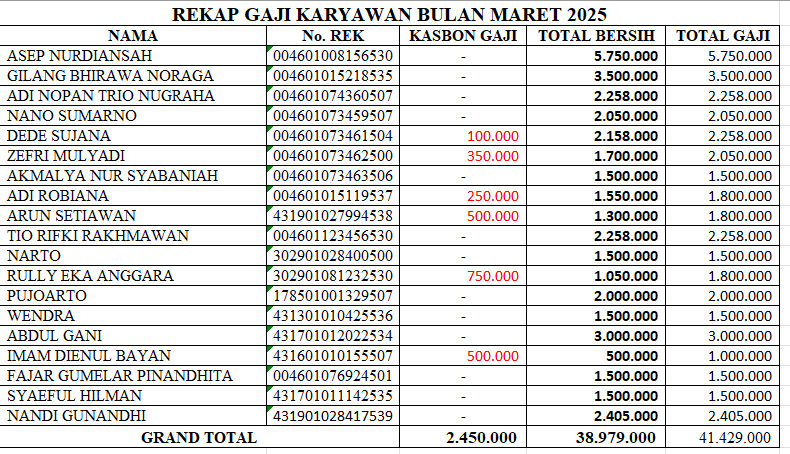 REKAP GAJI KARYAWAN BULAN MARET 2025
NAMA No. REK KASBON GAJI TOTAL BERSIH TOTAL GAJI
ASEP NURDIANSAH 004601008156530 - 5.750.000 5.750.000
GILANG BHIRAWA NORAGA 004601015218535 - 3.500.000 3.500.000
ADI NOPAN TRIO NUGRAHA 004601074360507 - 2.258.000 2.258.000
NANO SUMARNO 004601073459507 - 2.050.000 2.050.000
DEDE SUJANA 004601073461504 100.000 2.158.000 2.258.000
ZEFRI MULYADI 004601073462500 350.000 1.700.000 2.050.000
AKMALYA NUR SYABANIAH 004601073463506 - 1.500.000 1.500.000
ADI ROBIANA 004601015119537 250.000 1.550.000 1.800.000
ARUN SETIAWAN 431901027994538 500.000 1.300.000 1.800.000
TIO RIFKI RAKHMAWAN 004601123456530 - 2.258.000 2.258.000
NARTO 302901028400500 - 1.500.000 1.500.000
RULLY EKA ANGGARA 302901081232530 750.000 1.050.000 1.800.000
PUJOARTO 178501001329507 - 2.000.000 2.000.000
WENDRA 431301010425536 - 1.500.000 1.500.000
ABDUL GANI 431701012022534 - 3.000.000 3.000.000
IMAM DIENUL BAYAN 431601010155507 500.000 500.000 1.000.000
FAJAR GUMELAR PINANDHITA 004601076924501 - 1.500.000 1.500.000
SYAEFUL HILMAN 431701011142535 - 1.500.000 1.500.000
NANDI GUNANDHI 431901028417539 - 2.405.000 2.405.000
GRAND TOTAL 2.450.000 38.979.000 41.429.000